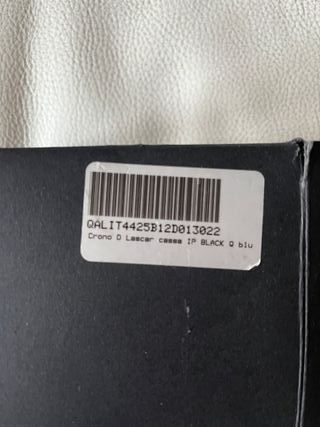 QALIT4425B12D013022
Crono D Lascar cassa IP BLACK Q blu